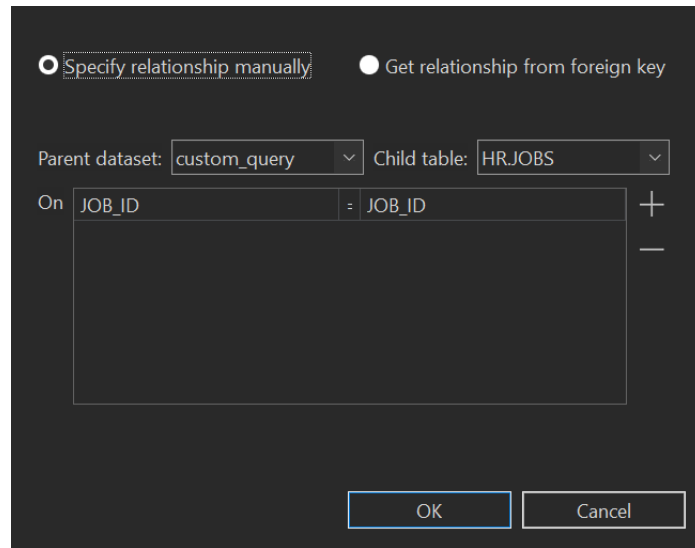 Specify relationship manually Get relationship from foreign key
Parent dataset: custom_query Child table: HR.JOBS
On JOB_ID = JOB_ID
OK Cancel